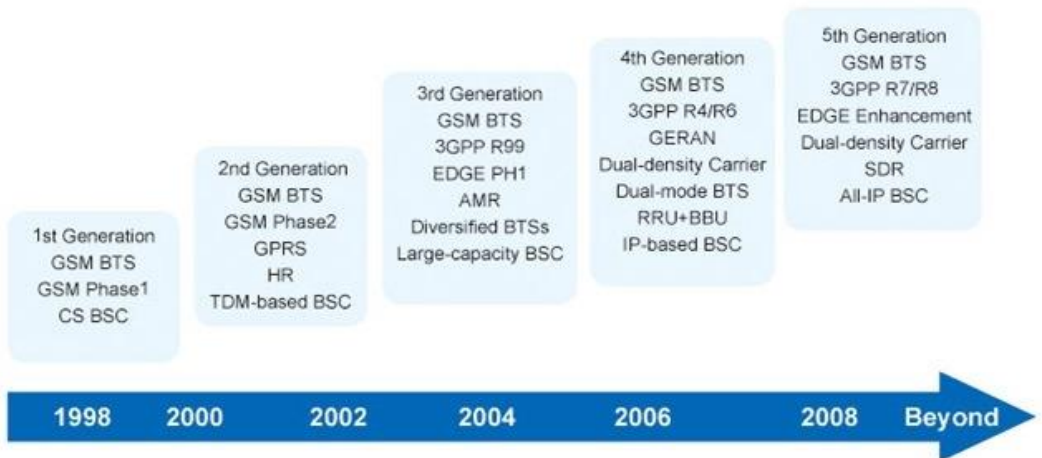 1st Generation
GSM BTS
GSM Phase1
CS BSC
2nd Generation
GSM BTS
GSM Phase2
GPRS
HR
TDM-based BSC
3rd Generation
GSM BTS
3GPP R99
EDGE PH1
AMR
Diversified BTSs
Large-capacity BSC
4th Generation
GSM BTS
3GPP R4/R6
GERAN
Dual-density Carrier
Dual-mode BTS
RRU+BBU
IP-based BSC
5th Generation
GSM BTS
3GPP R7/R8
EDGE Enhancement
Dual-density Carrier
SDR
All-IP BSC
1998 2000 2002 2004 2006 2008 Beyond